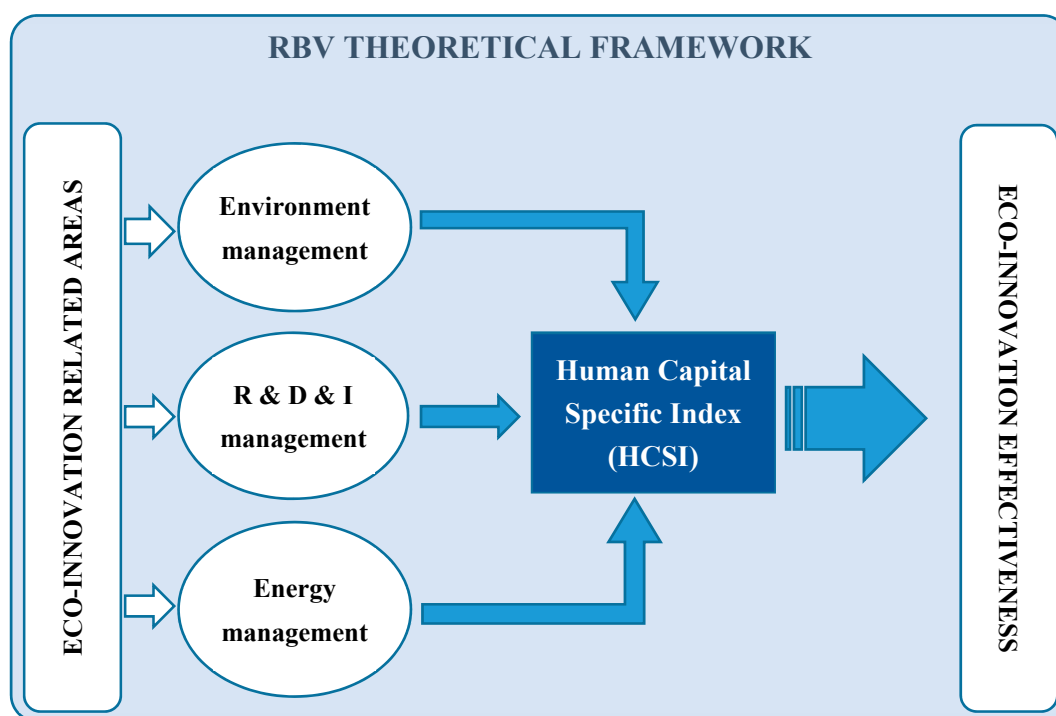 RBV THEORETICAL FRAMEWORK
ECO-INNOVATION RELATED AREAS
Environment
management
R & D & I
management
Energy
management
Human Capital
Specific Index
(HCSI)
ECO-INNOVATION EFFECTIVENESS